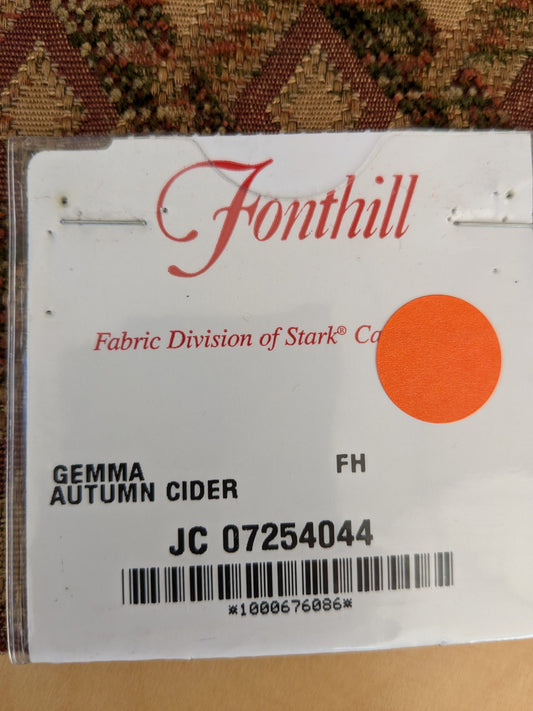 Fonthill
Fabric Division of Stark® Ca
GEMMA FH
AUTUMN CIDER
JC 07254044
*1000676086*